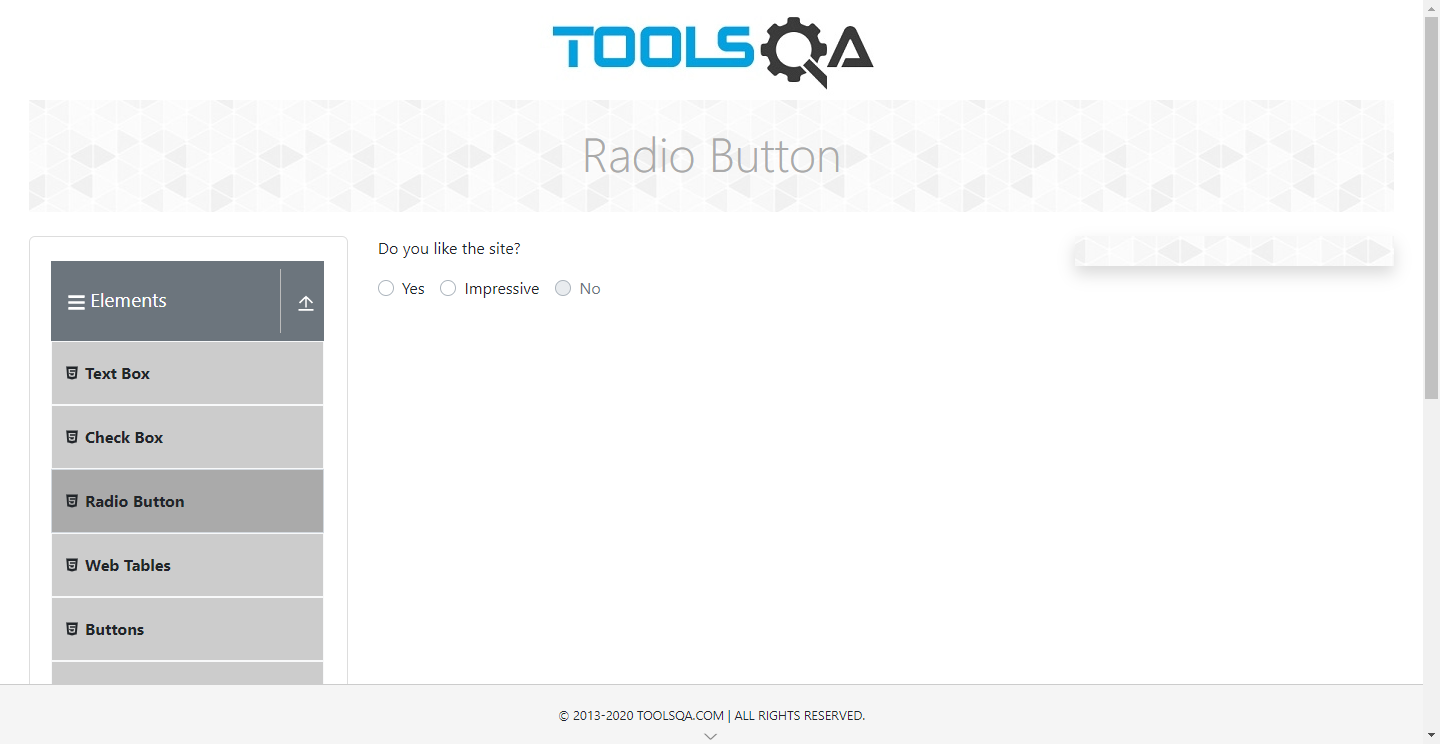 TOOLSQA
Radio Button
Elements
Text Box
Check Box
Radio Button
Web Tables
Buttons
Do you like the site?
Yes Impressive No
© 2013-2020 TOOLSQA.COM | ALL RIGHTS RESERVED.